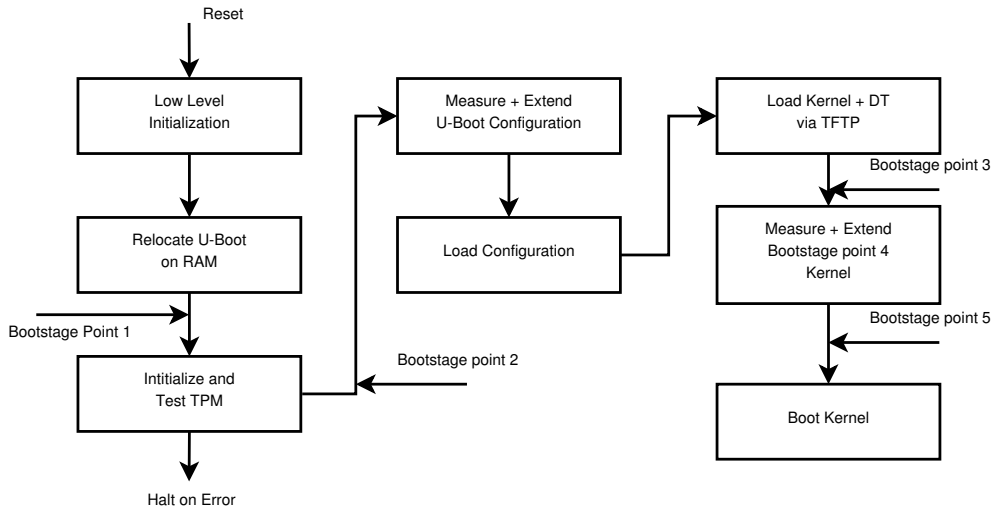 Reset
Low Level
Initialization
Relocate U-Boot
on RAM
Bootstage Point 1
Intitialize and
Test TPM
Halt on Error
Measure + Extend
U-Boot Configuration
Load Configuration
Bootstage point 2
Load Kernel + DT
via TFTP
Bootstage point 3
Measure + Extend
Bootstage point 4
Kernel
Bootstage point 5
Boot Kernel